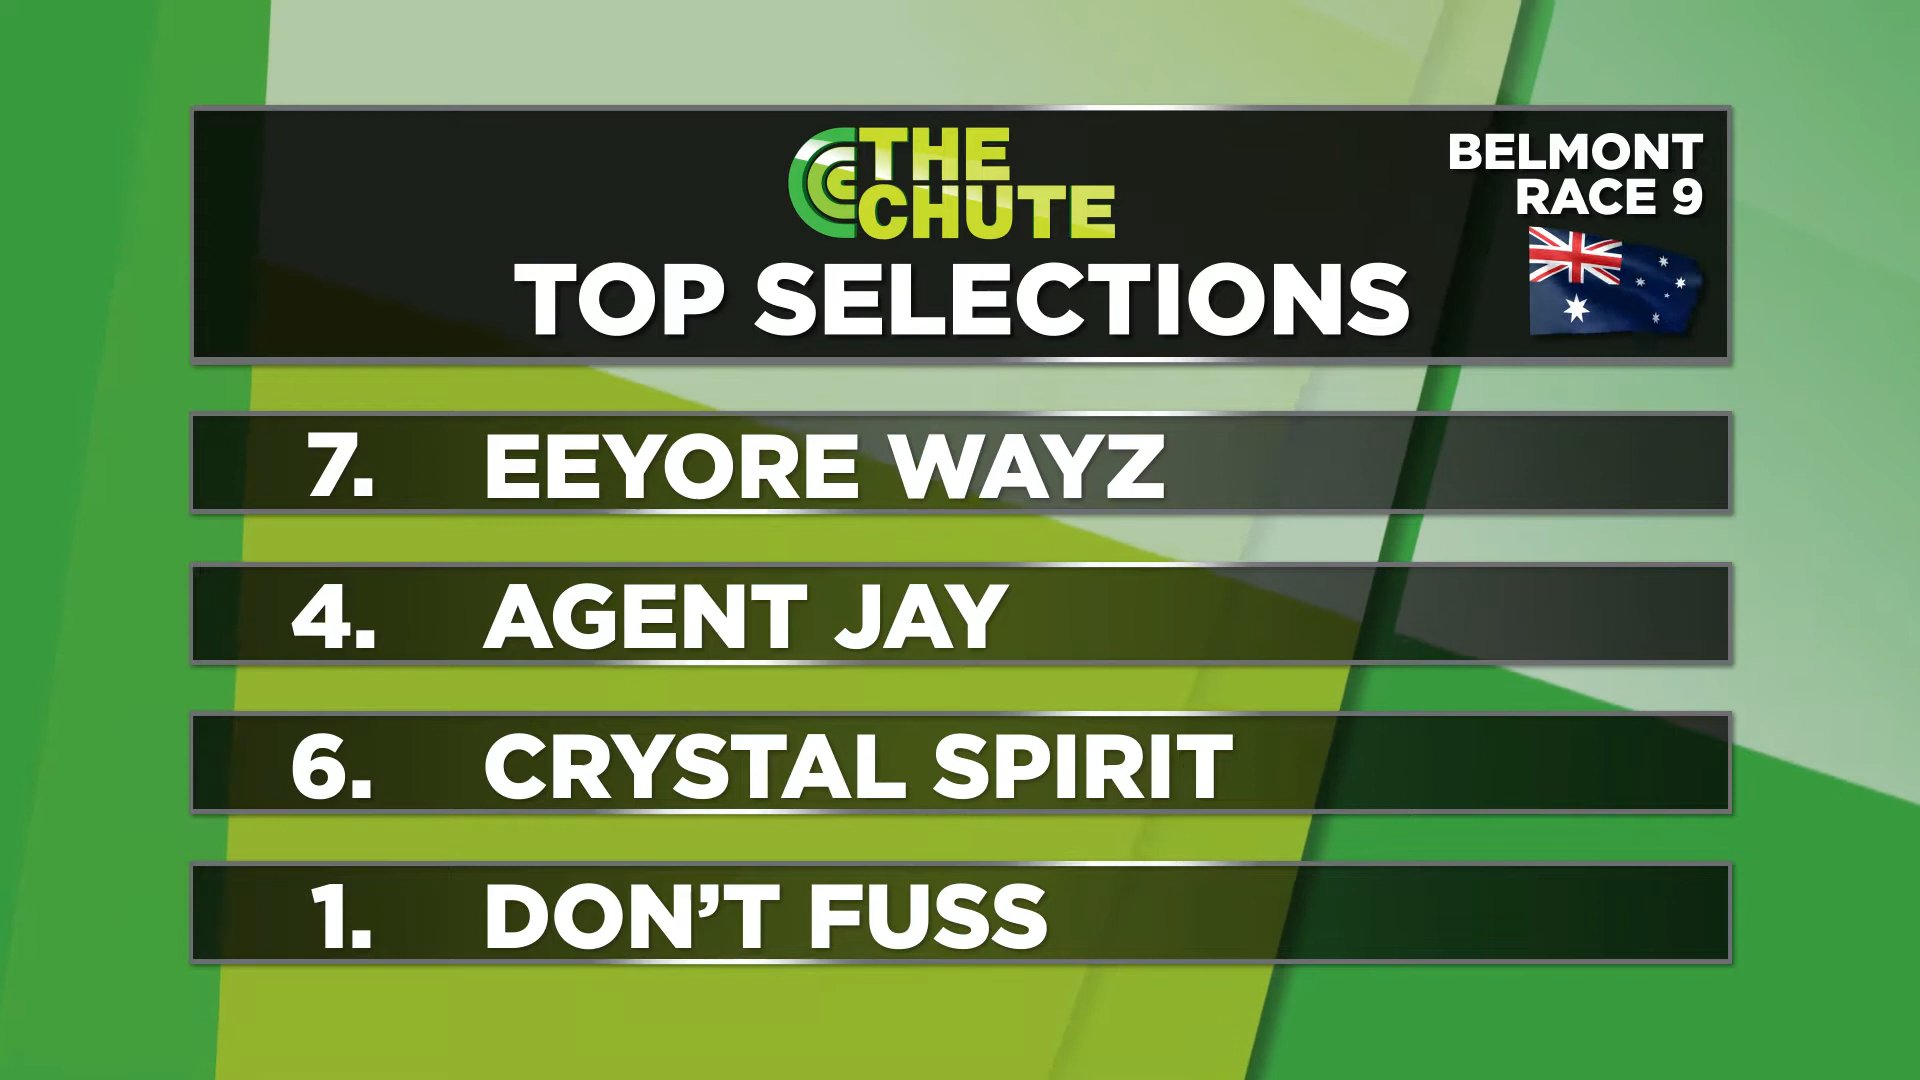 THE
CHUTE
TOP SELECTIONS
BELMONT
RACE 9
7. EEYORE WAYZ
4. AGENT JAY
6. CRYSTAL SPIRIT
1. DON’T FUSS